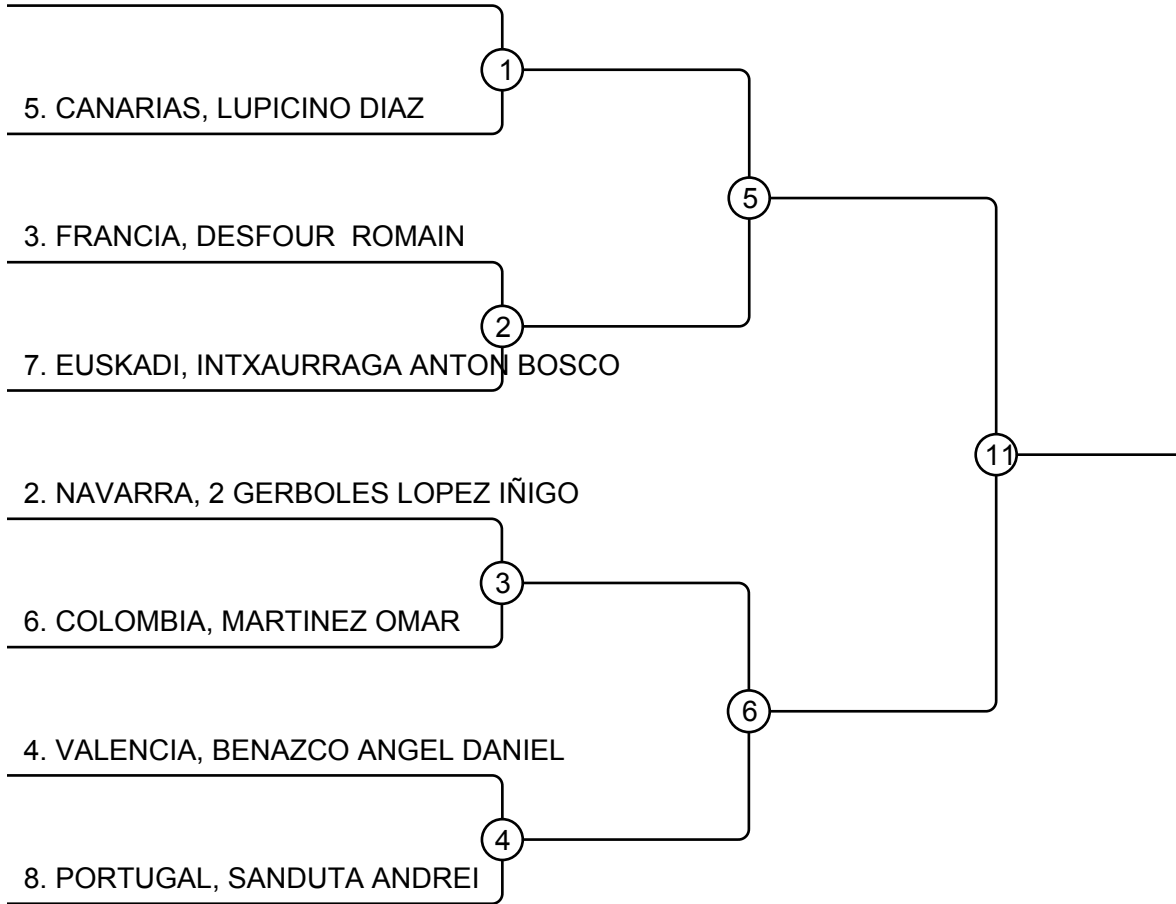 1
5. CANARIAS, LUPICINO DIAZ
5
3. FRANCIA, DESFOUR  ROMAIN
2
7. EUSKADI, INTXAURRAGA ANTON BOSCO
11
2. NAVARRA, 2 GERBOLES LOPEZ IÑIGO
3
6. COLOMBIA, MARTINEZ OMAR
6
4. VALENCIA, BENAZCO ANGEL DANIEL
4
8. PORTUGAL, SANDUTA ANDREI